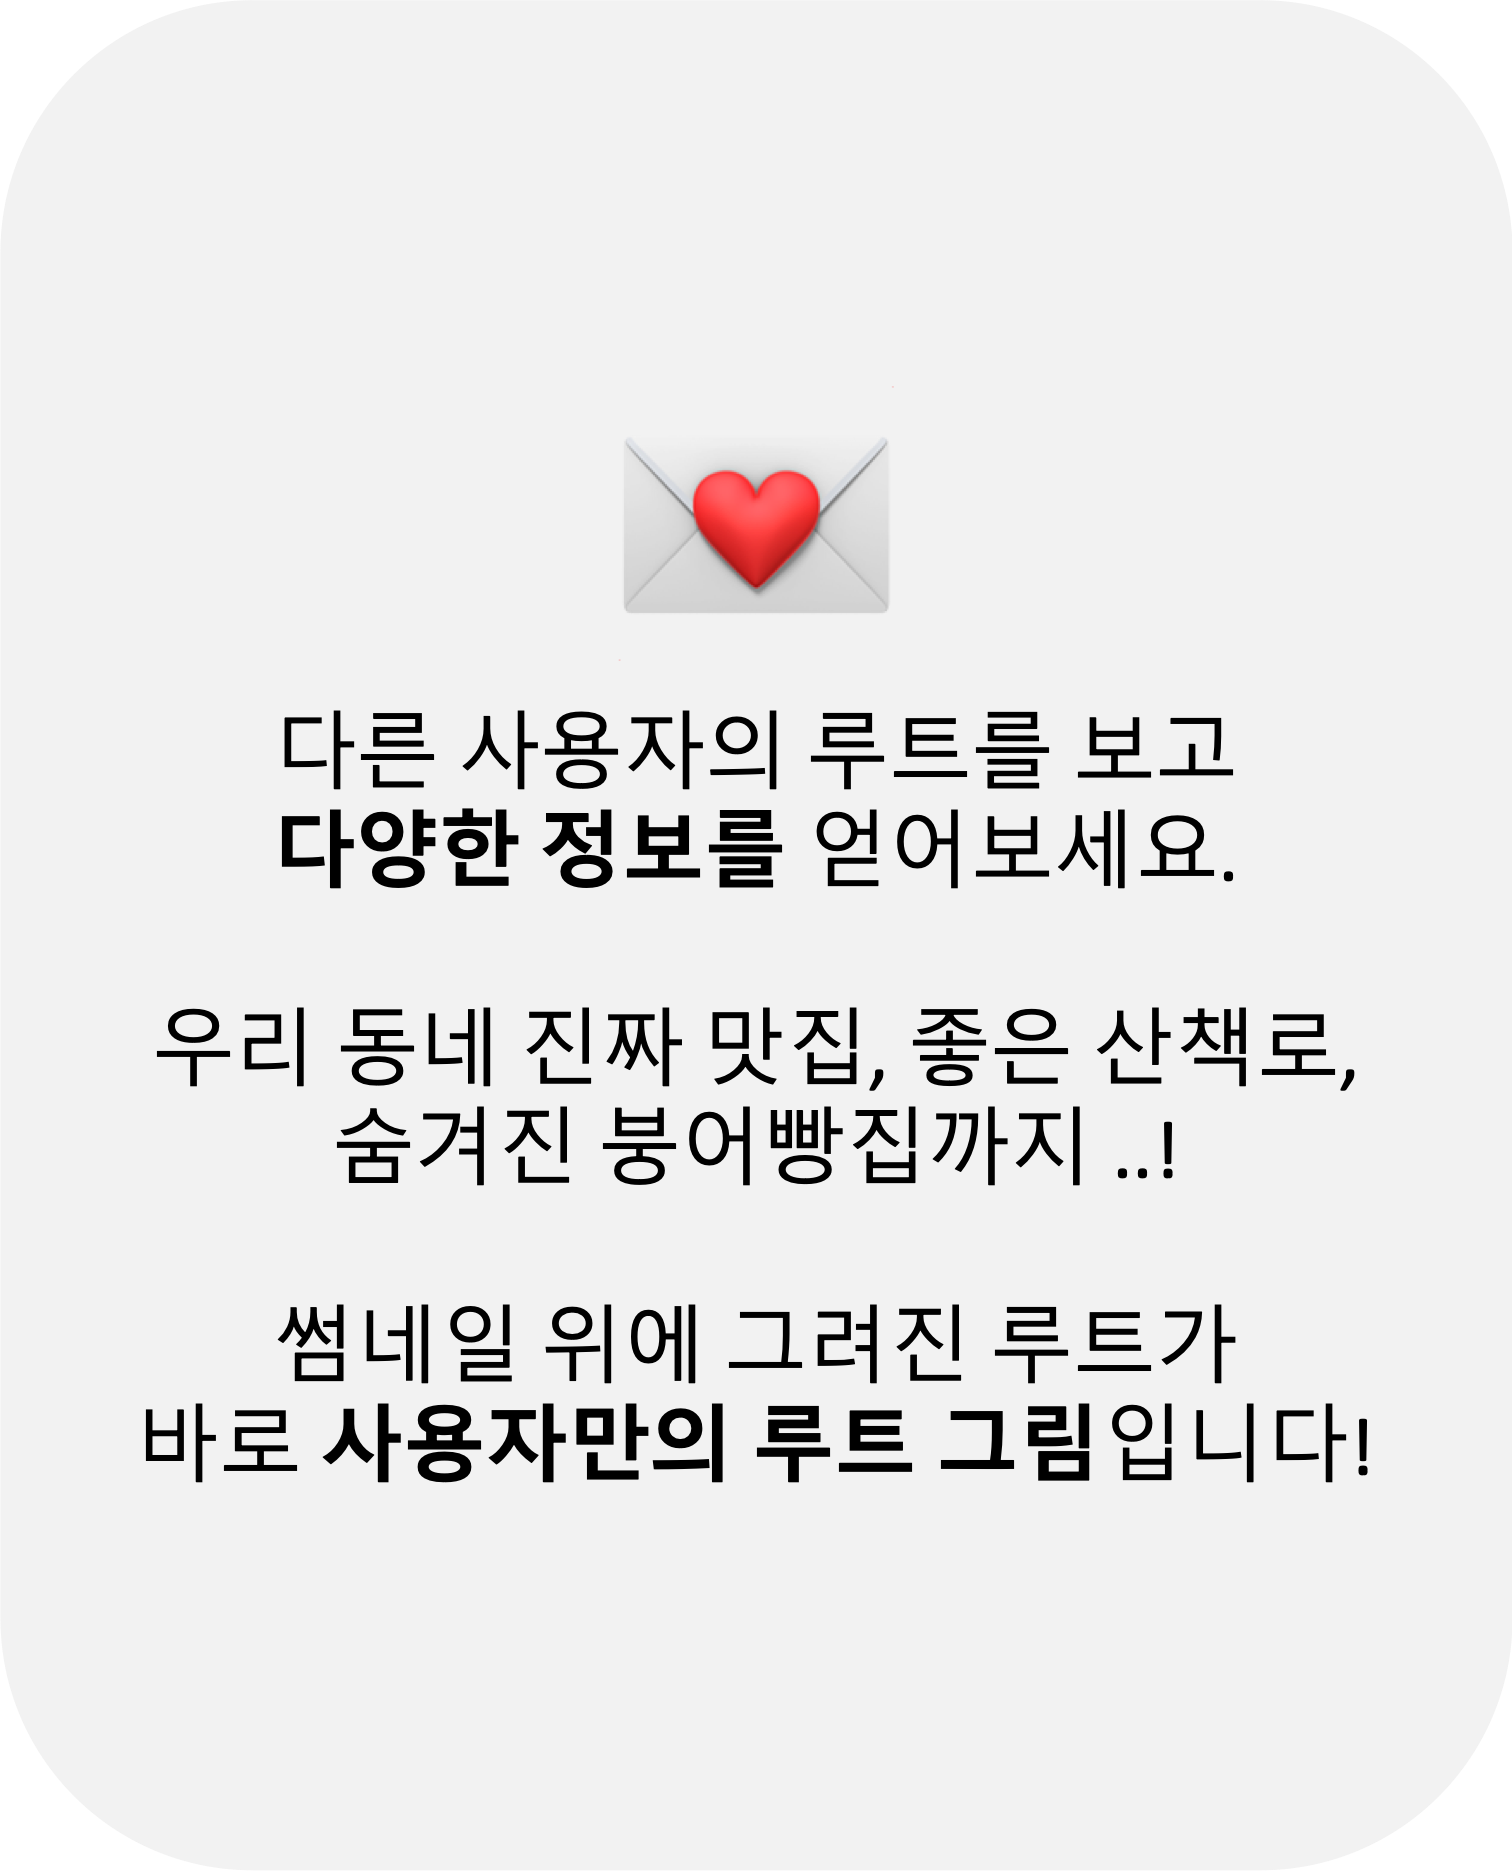 다른 사용자의 루트를 보고
다양한 정보를 얻어보세요.
우리 동네 진짜 맛집, 좋은 산책로,
숨겨진 붕어빵집까지 ..!
썸네일 위에 그려진 루트가
바로 사용자만의 루트 그림입니다!